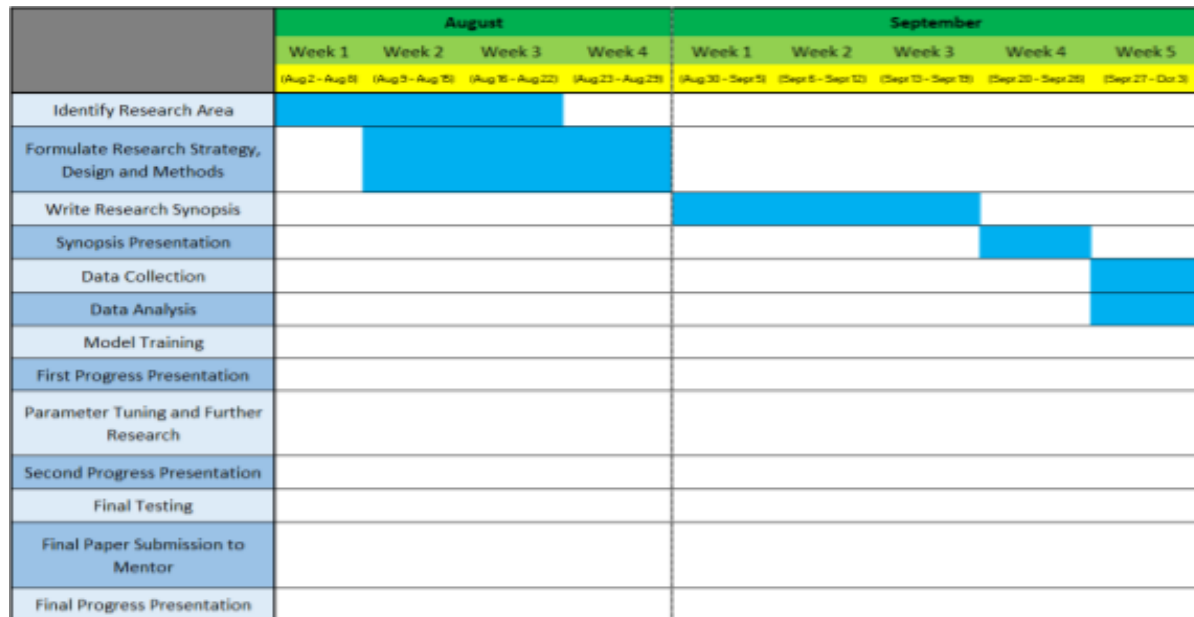 August September
Week 1 Week 2 Week 3 Week 4 Week 1 Week 2 Week 3 Week 4 Week 5
(Aug 2 - Aug 8) (Aug 9 - Aug 15) (Aug 16 - Aug 22) (Aug 23 - Aug 29) (Aug 30 - Sept 5) (Sept 6 - Sept 12) (Sept 13 - Sept 19) (Sept 20 - Sept 26) (Sept 27 - Oct 3)
Identify Research Area
Formulate Research Strategy,
Design and Methods
Write Research Synopsis
Synopsis Presentation
Data Collection
Data Analysis
Model Training
First Progress Presentation
Parameter Tuning and Further
Research
Second Progress Presentation
Final Testing
Final Paper Submission to
Mentor
Final Progress Presentation